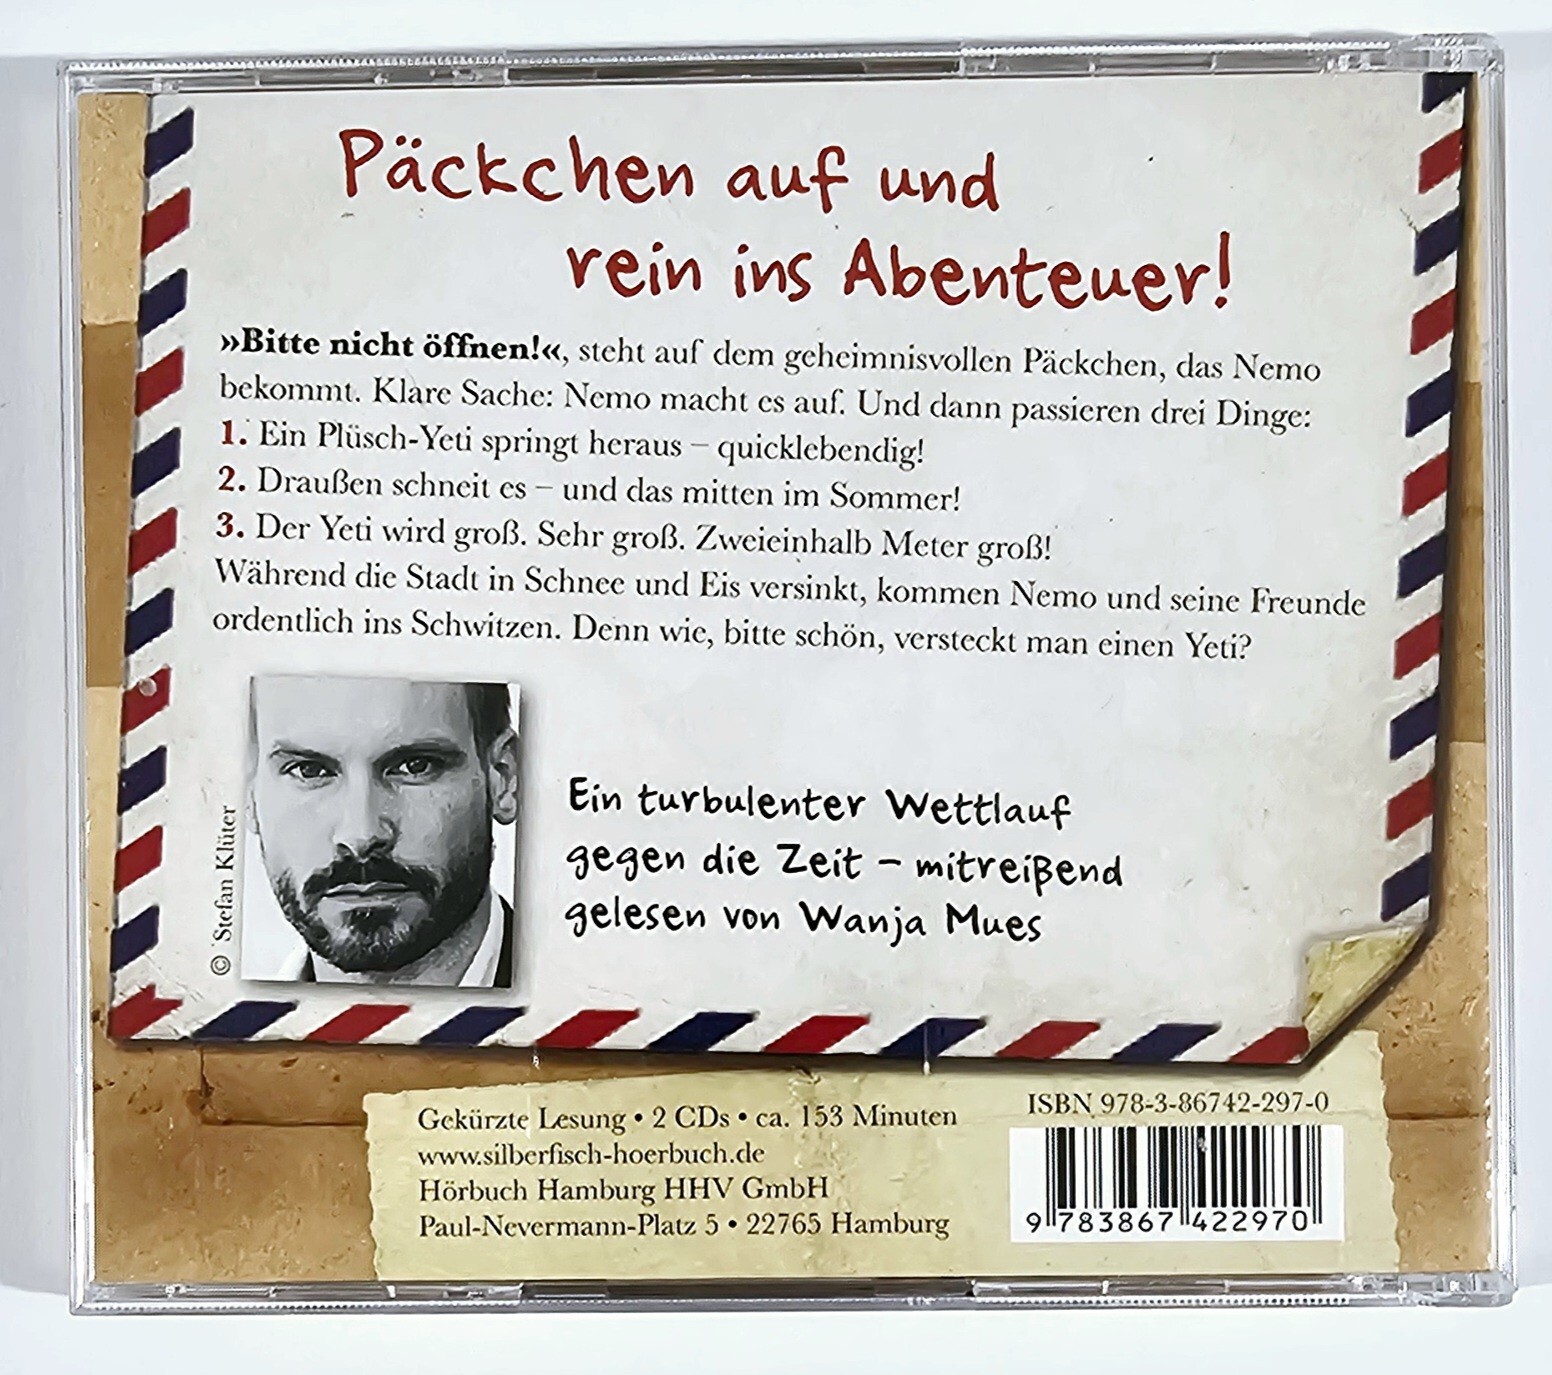 Päckchen auf und
rein ins Abenteuer!
»Bitte nicht öffnen!«, steht auf dem geheimnisvollen Päckchen, das Nemo
bekommt. Klare Sache: Nemo macht es auf. Und dann passieren drei Dinge:
1. Ein Plüsch-Yeti springt heraus – quicklebendig!
2. Draußen schneit es – und das mitten im Sommer!
3. Der Yeti wird groß. Sehr groß. Zweieinhalb Meter groß!
Während die Stadt in Schnee und Eis versinkt, kommen Nemo und seine Freunde
ordentlich ins Schwitzen. Denn wie, bitte schön, versteckt man einen Yeti?
© Stefan Klüter
Ein turbulenter Wettlauf
gegen die Zeit – mitreißend
gelesen von Wanja Mues
Gekürzte Lesung • 2 CDs • ca. 153 Minuten
www.silberfisch-hoerbuch.de
Hörbuch Hamburg HHV GmbH
Paul-Nevermann-Platz 5 • 22765 Hamburg
ISBN 978-3-86742-297-0
9 783867 422970